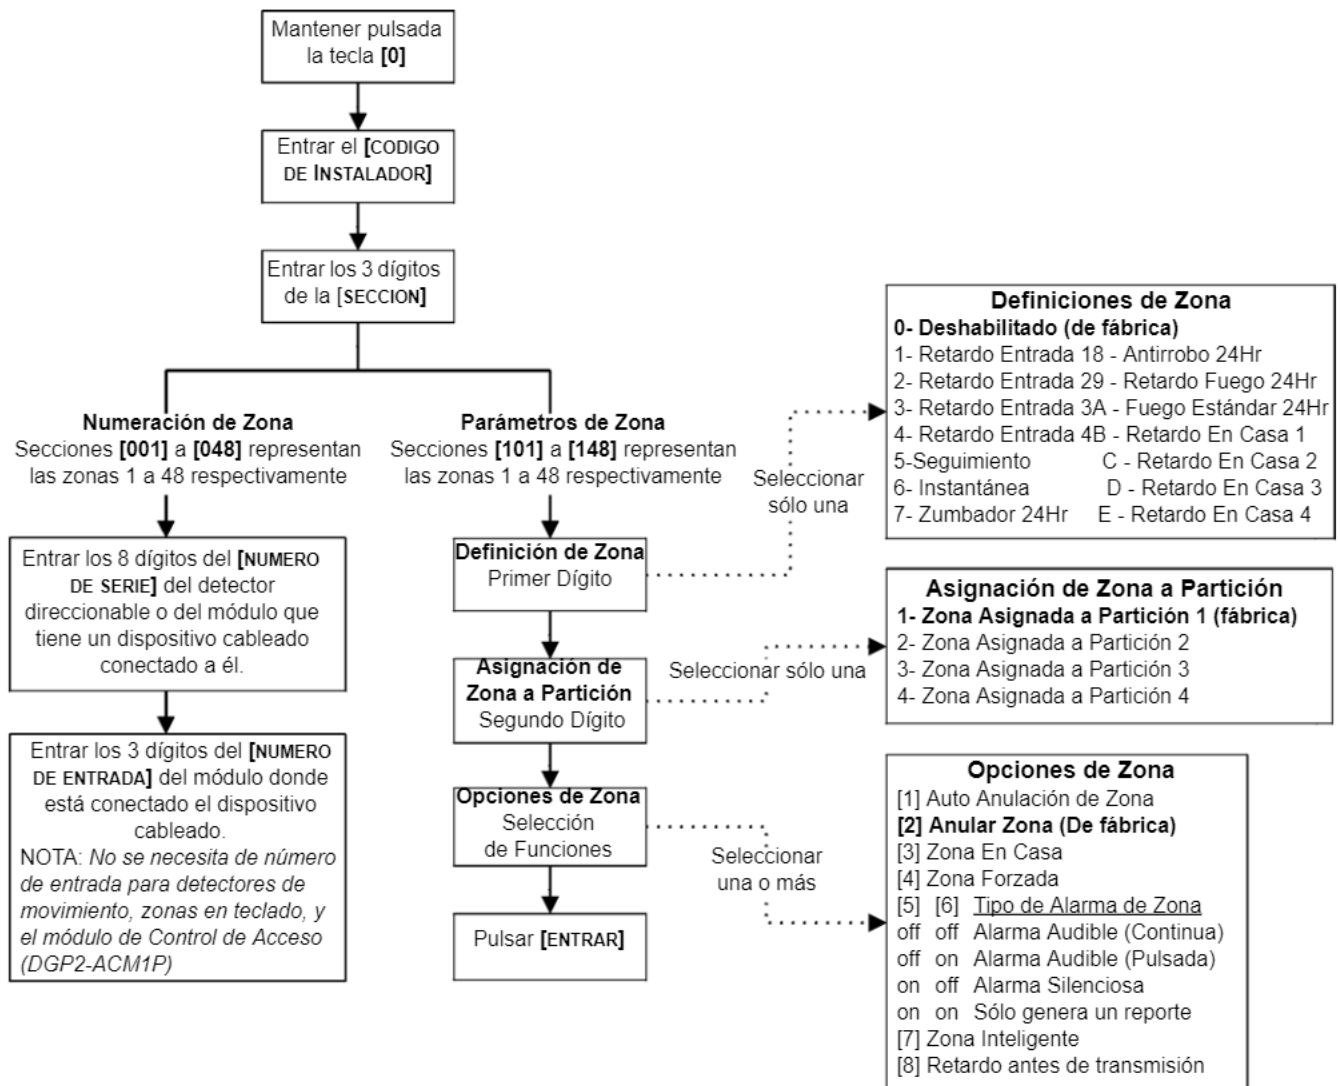 Mantener pulsada
la tecla [0]
Entrar el [CODIGO
DE INSTALADOR]
Entrar los 3 dígitos
de la [SECCION]
Numeración de Zona
Secciones [001] a [048] representan
las zonas 1 a 48 respectivamente
Entrar los 8 dígitos del [NUMERO
DE SERIE] del detector
direccionable o del módulo que
tiene un dispositivo cableado
conectado a él.
Entrar los 3 dígitos del [NUMERO
DE ENTRADA] del módulo donde
está conectado el dispositivo
cableado.
NOTA: No se necesita de número
de entrada para detectores de
movimiento, zonas en teclado, y
el módulo de Control de Acceso
(DGP2-ACM1P)
Parámetros de Zona
Secciones [101] a [148] representan
las zonas 1 a 48 respectivamente
Definición de Zona
Primer Dígito
Asignación de
Zona a Partición
Segundo Dígito
Opciones de Zona
Selección
de Funciones
Pulsar [ENTRAR]
Seleccionar
sólo una
Definiciones de Zona
0- Deshabilitado (de fábrica)
1- Retardo Entrada 18 - Antirrobo 24Hr
2- Retardo Entrada 29 - Retardo Fuego 24Hr
3- Retardo Entrada 3A - Fuego Estándar 24Hr
4- Retardo Entrada 4B - Retardo En Casa 1
5-Seguimiento C - Retardo En Casa 2
6- Instantánea D - Retardo En Casa 3
7- Zumbador 24Hr E - Retardo En Casa 4
Seleccionar sólo una
Asignación de Zona a Partición
1- Zona Asignada a Partición 1 (fábrica)
2- Zona Asignada a Partición 2
3- Zona Asignada a Partición 3
4- Zona Asignada a Partición 4
Seleccionar
una o más
Opciones de Zona
[1] Auto Anulación de Zona
[2] Anular Zona (De fábrica)
[3] Zona En Casa
[4] Zona Forzada
[5] [6] Tipo de Alarma de Zona
off off Alarma Audible (Continua)
off on Alarma Audible (Pulsada)
on off Alarma Silenciosa
on on Sólo genera un reporte
[7] Zona Inteligente
[8] Retardo antes de transmisión